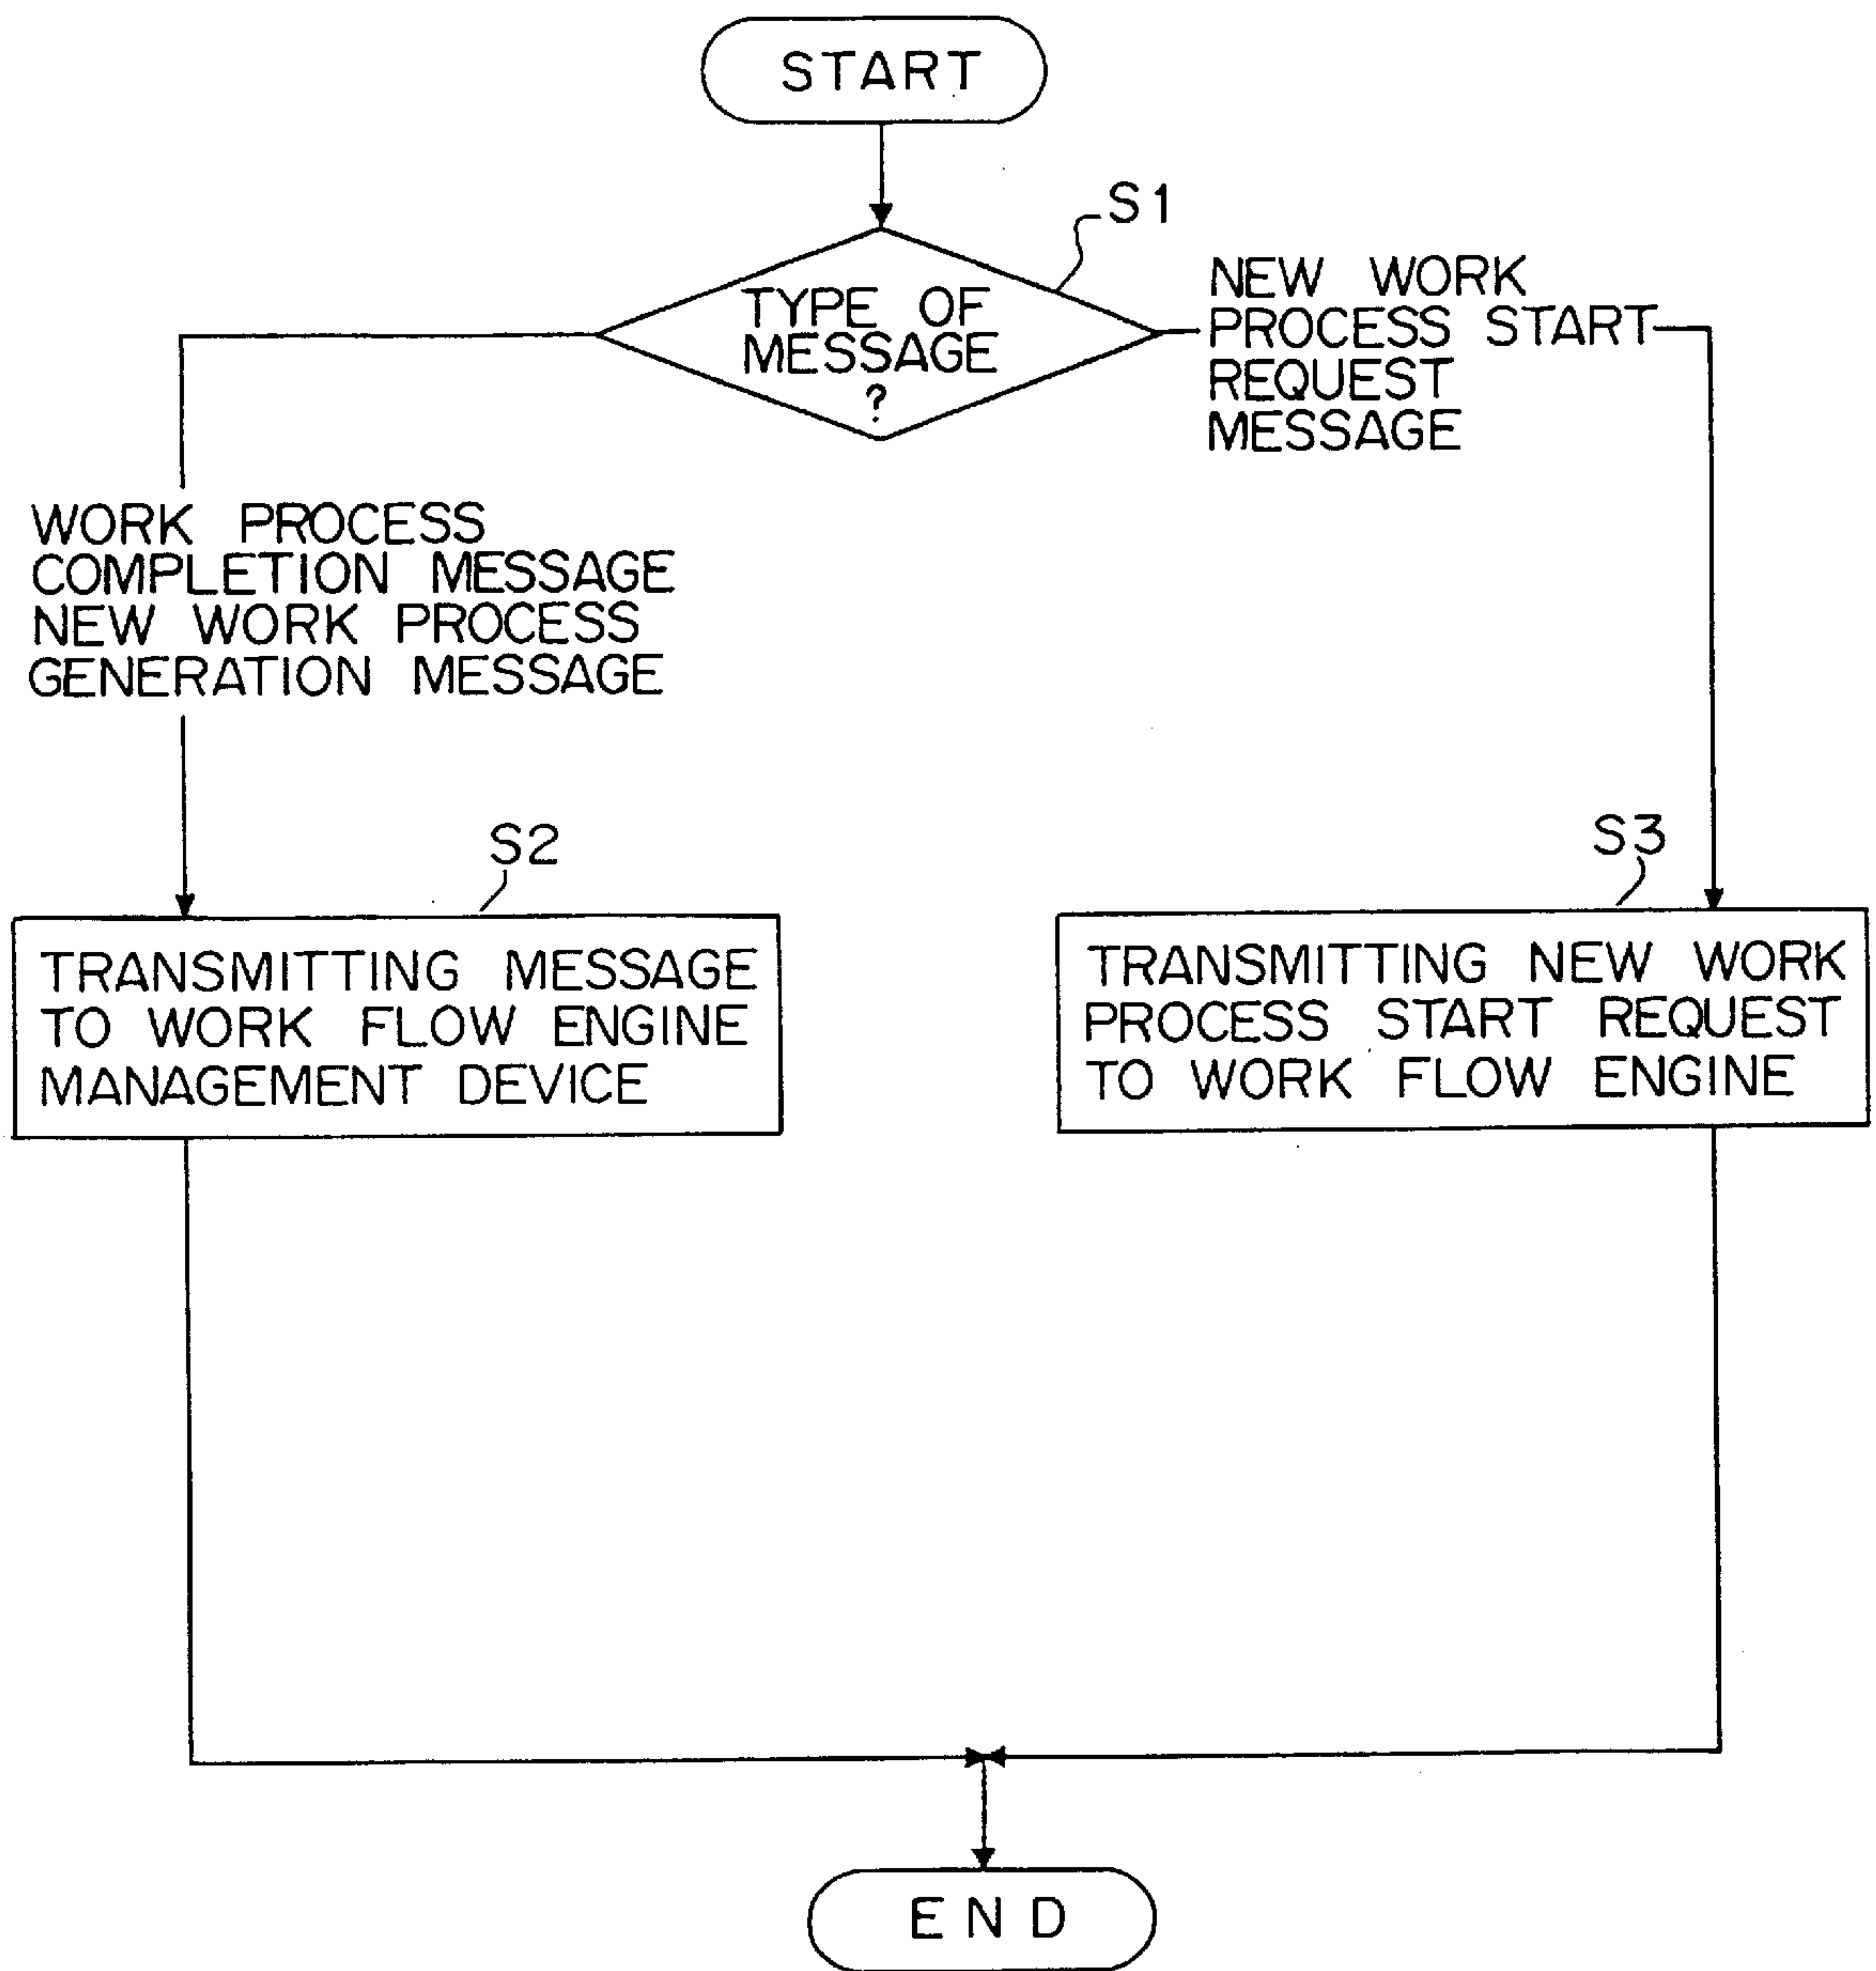 START
S1
TYPE OF
MESSAGE
?
NEW WORK
PROCESS START
REQUEST
MESSAGE
WORK PROCESS
COMPLETION MESSAGE
NEW WORK PROCESS
GENERATION MESSAGE
S2
TRANSMITTING MESSAGE
TO WORK FLOW ENGINE
MANAGEMENT DEVICE
S3
TRANSMITTING NEW WORK
PROCESS START REQUEST
TO WORK FLOW ENGINE
END